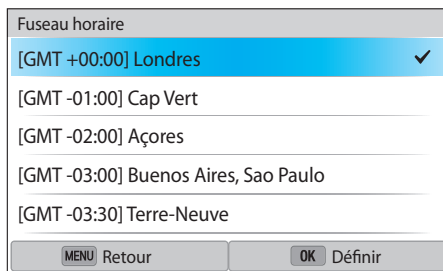 Fuseau horaire
[GMT +00:00] Londres
[GMT -01:00] Cap Vert
[GMT -02:00] Açores
[GMT -03:00] Buenos Aires, Sao Paulo
[GMT -03:30] Terre-Neuve
MENU Retour OK Définir